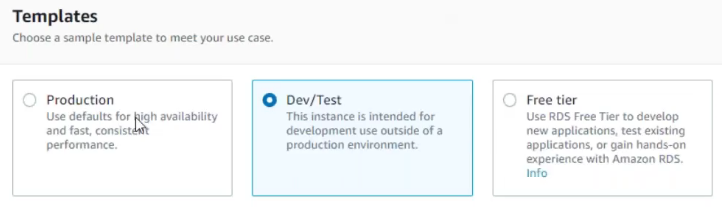 Templates
Choose a sample template to meet your use case.
Production
Use defaults for high availability
and fast, consistent
performance.
Dev/Test
This instance is intended for
development use outside of a
production environment.
Free tier
Use RDS Free Tier to develop
new applications, test existing
applications, or gain hands-on
experience with Amazon RDS.
Info